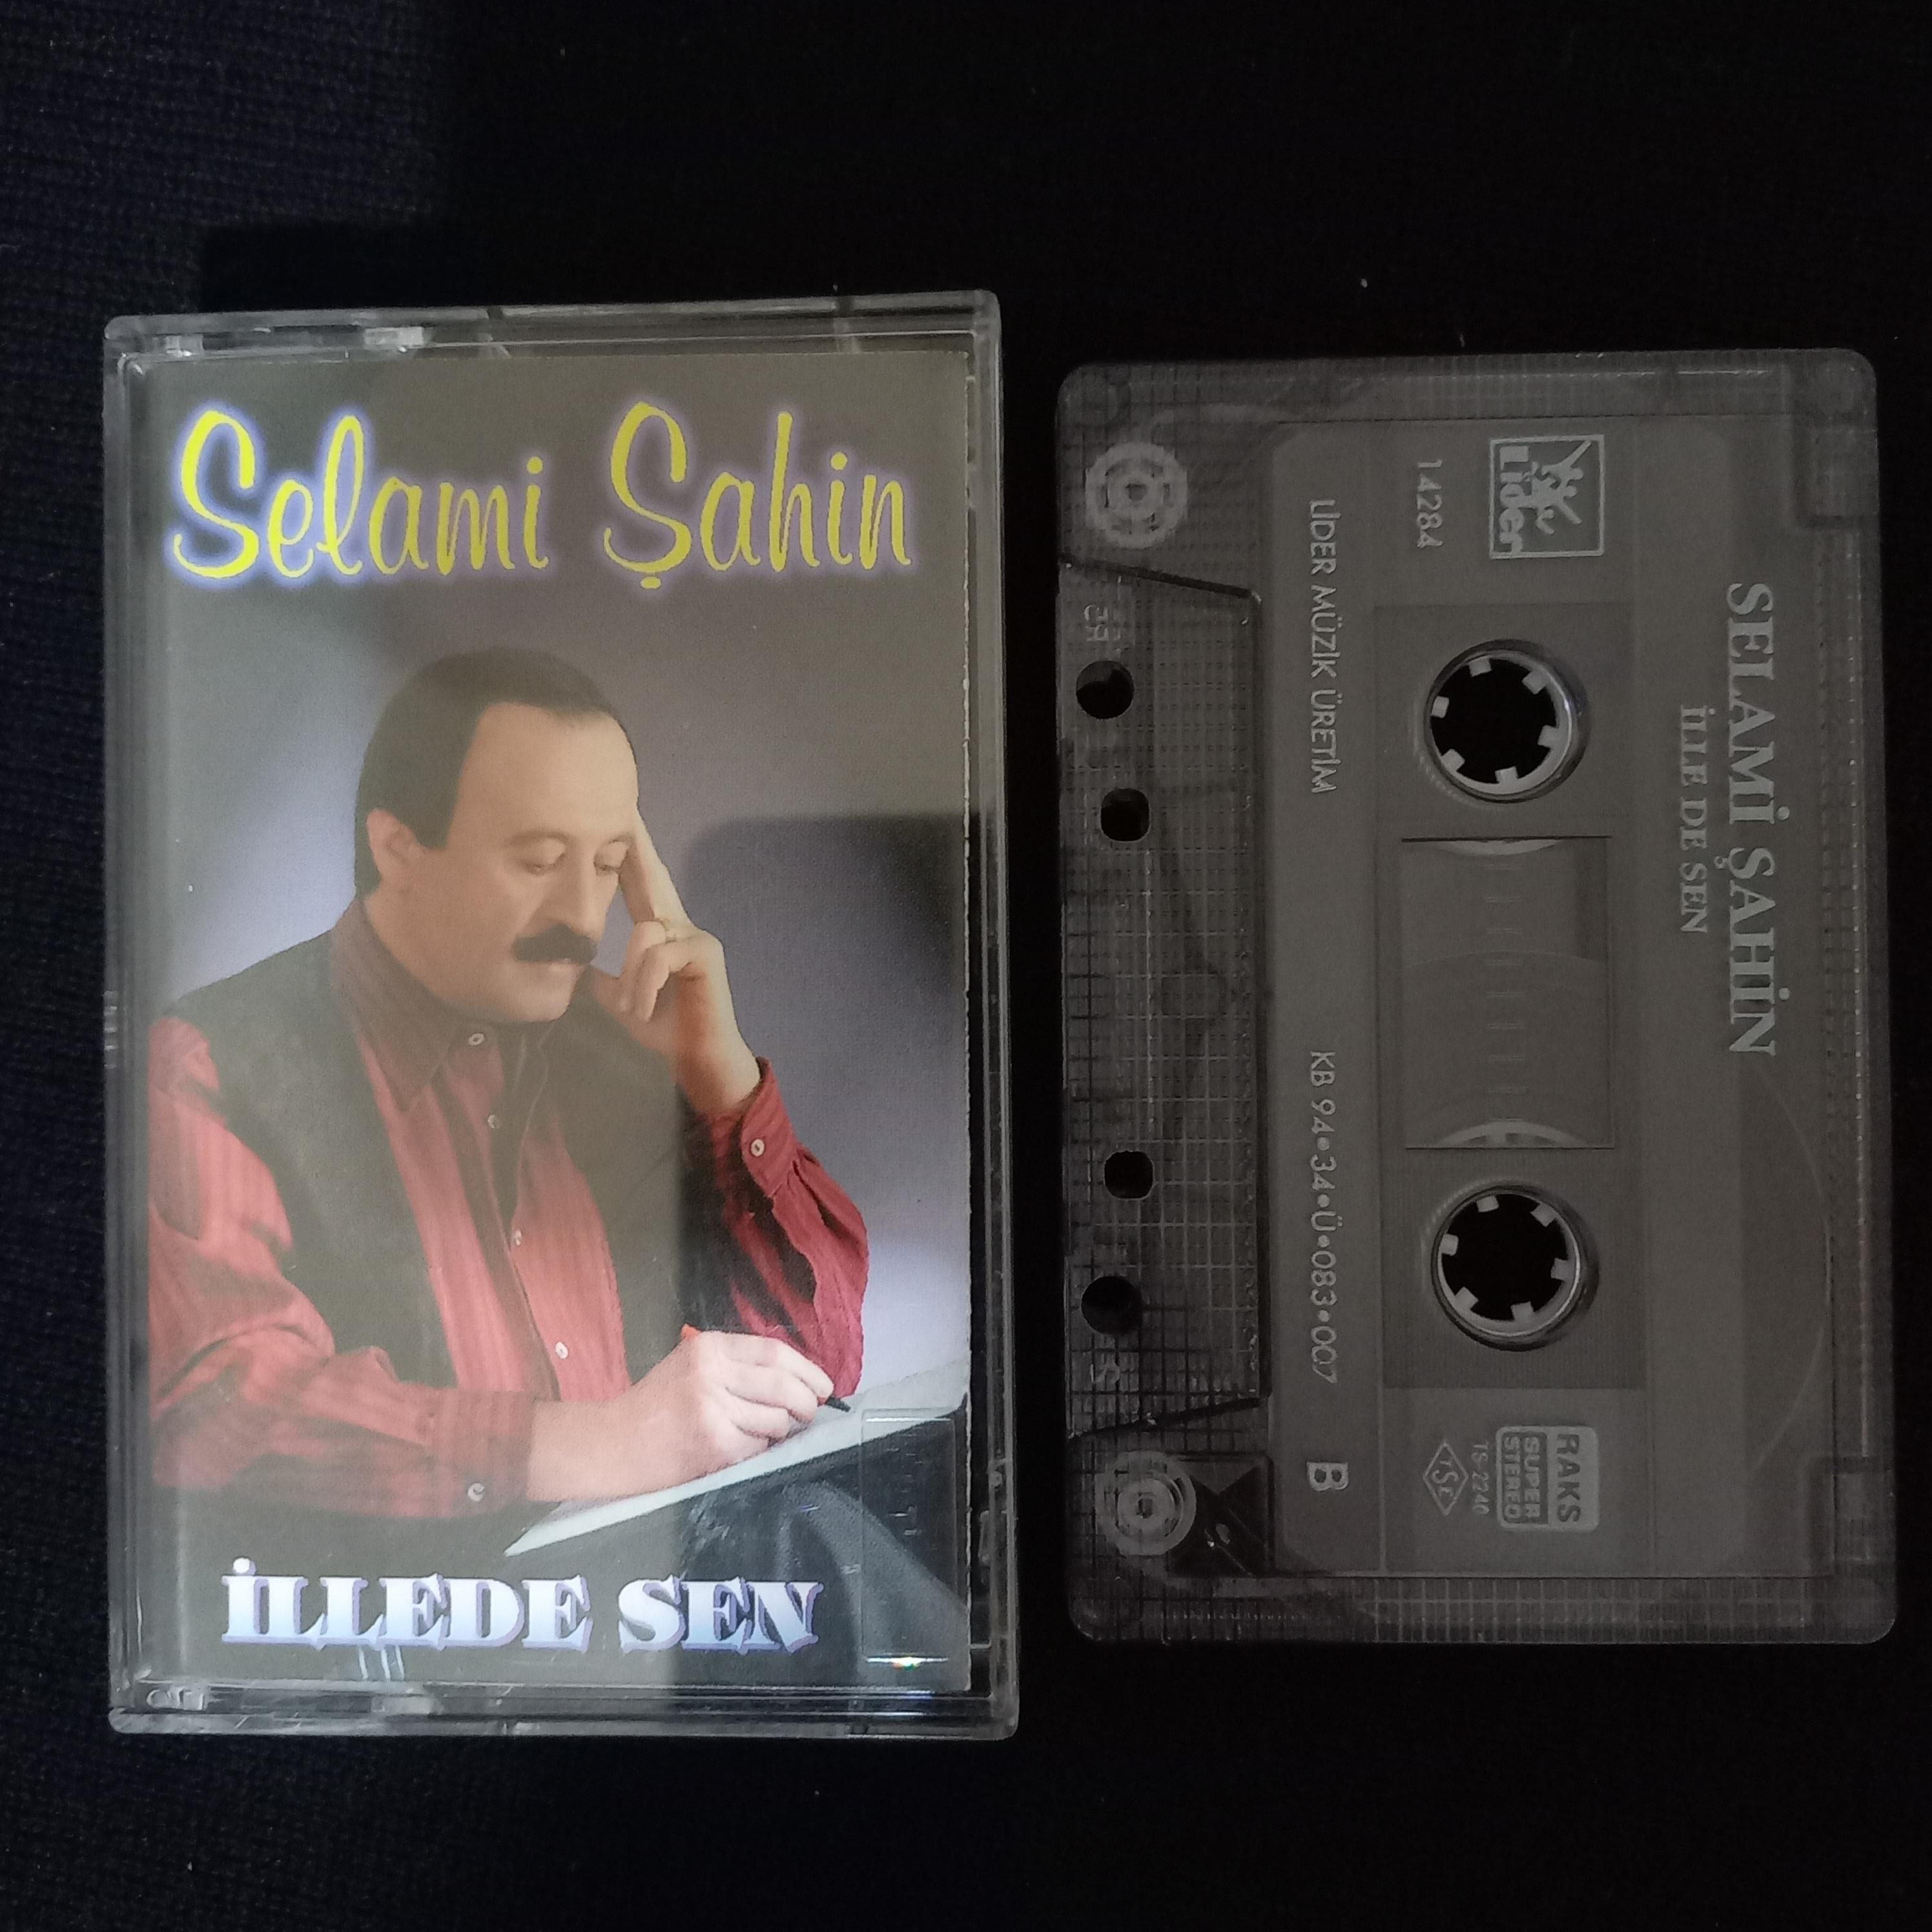 Selami Şahin
İLLEDE SEN
SELAMİ ŞAHİN
İLLE DE SEN
Lider
14284
RAKS
SUPER
STEREO
TS-2240
TSE
LİDER MÜZİK ÜRETİM KB 94•34•Ü•083•007 B